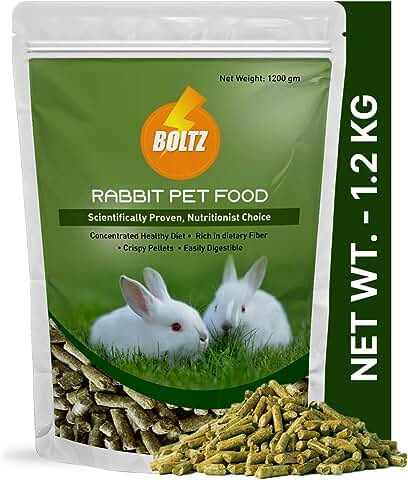 Net Weight: 1200 gm
BOLTZ
RABBIT PET FOOD
Scientifically Proven, Nutritionist Choice
Concentrated Healthy Diet • Rich in dietary Fiber
• Crispy Pellets • Easily Digestible
NET WT. - 1.2 KG